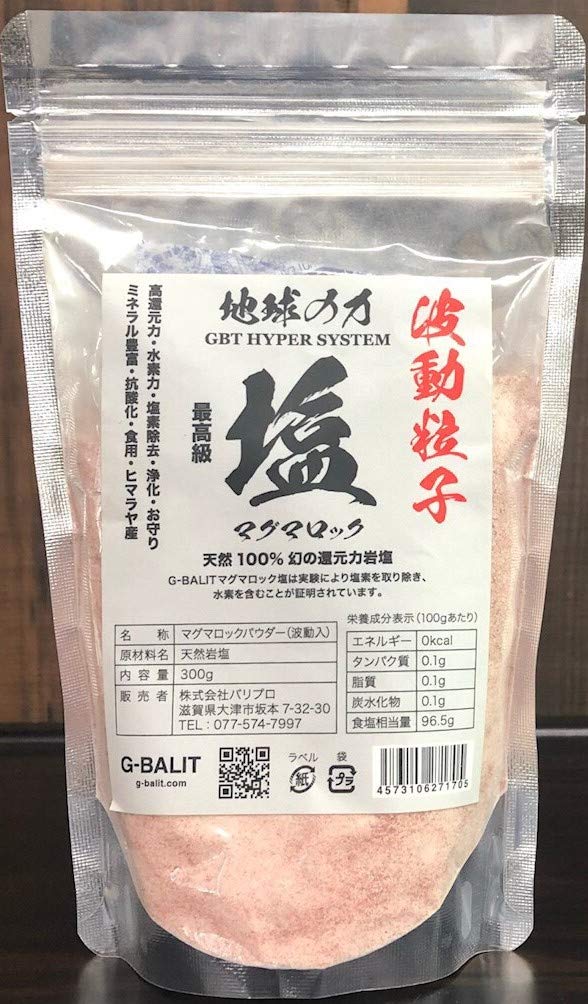 地球の力
GBT HYPER SYSTEM
波動粒子
高還元力・水素力・塩素除去・浄化・お守り
ミネラル豊富・抗酸化・食用・ヒマラヤ産
最高級
塩
マグマロック
天然100%幻の還元力岩塩
G-BALITマグマロック塩は実験により塩素を取り除き、
水素を含むことが証明されています。
名 称 マグマロックパウダー(波動入)
原材料名 天然岩塩
内 容 量 300g
販 売 者 株式会社バリプロ
滋賀県大津市坂本 7-32-30
TEL : 077-574-7997
栄養成分表示(100gあたり)
エネルギー 0kcal
タンパク質 0.1g
脂質 0.1g
炭水化物 0.1g
食塩相当量 96.5g
G-BALIT
g-balit.com
ラベル 袋
紙 プラ
4573106271705